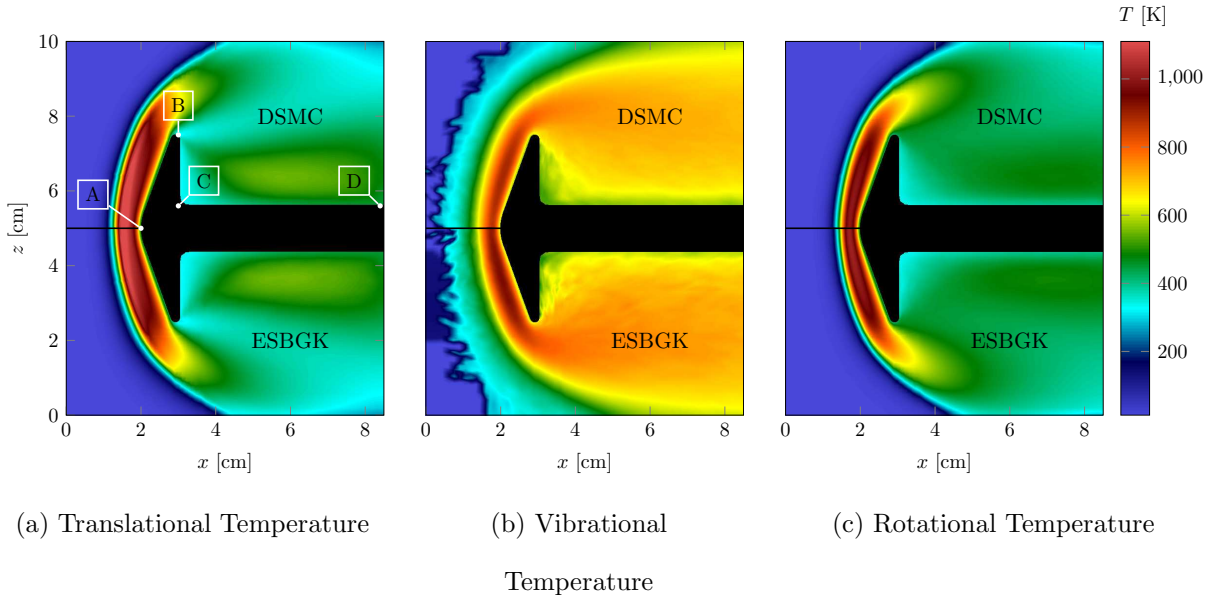 T [K]
1,000
800
600
400
200
10
8
6
4
2
0
z [cm]
B
C
D
A
DSMC
ESBGK
0
2
4
6
8
x [cm]
(a) Translational Temperature
DSMC
ESBGK
0
2
4
6
8
x [cm]
(b) Vibrational
Temperature
DSMC
ESBGK
0
2
4
6
8
x [cm]
(c) Rotational Temperature